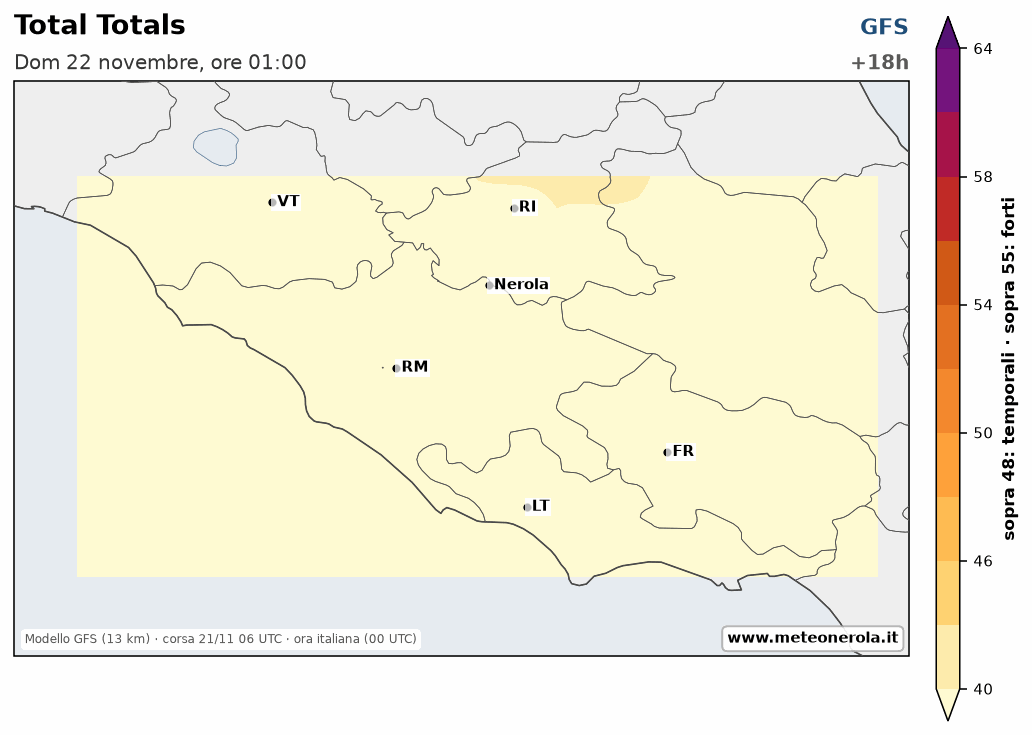 Total Totals
GFS
Dom 22 novembre, ore 01:00
+18h
VT
RI
Nerola
RM
FR
LT
Modello GFS (13 km) · corsa 21/11 06 UTC · ora italiana (00 UTC)
www.meteonerola.it
64
58
54
50
46
40
sopra 48: temporali · sopra 55: forti